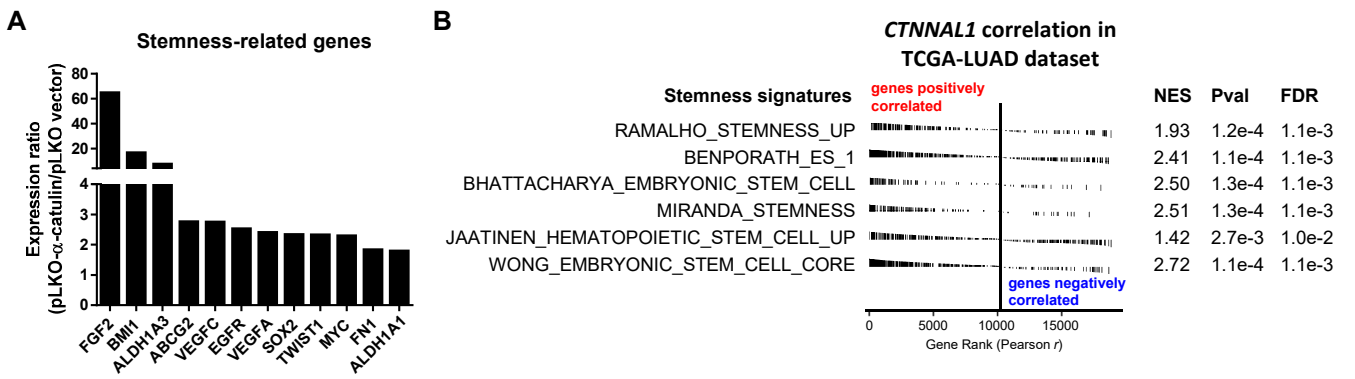 A
Stemness-related genes
Expression ratio
(pLKO-α-catulin/pLKO vector)
80
60
40
20
4
3
2
1
0
FGF2
BMI1
ALDH1A3
ABCG2
VEGFC
EGFR
VEGFA
SOX2
TWIST1
MYC
FN1
ALDH1A1
B
CTNNAL1 correlation in
TCGA-LUAD dataset
Stemness signatures
genes positively
correlated
NES Pval FDR
RAMALHO_STEMNESS_UP 1.93 1.2e-4 1.1e-3
BENPORATH_ES_1 2.41 1.1e-4 1.1e-3
BHATTACHARYA_EMBRYONIC_STEM_CELL 2.50 1.3e-4 1.1e-3
MIRANDA_STEMNESS 2.51 1.3e-4 1.1e-3
JAATINEN_HEMATOPOIETIC_STEM_CELL_UP 1.42 2.7e-3 1.0e-2
WONG_EMBRYONIC_STEM_CELL_CORE 2.72 1.1e-4 1.1e-3
genes negatively
correlated
0 5000 10000 15000
Gene Rank (Pearson r)